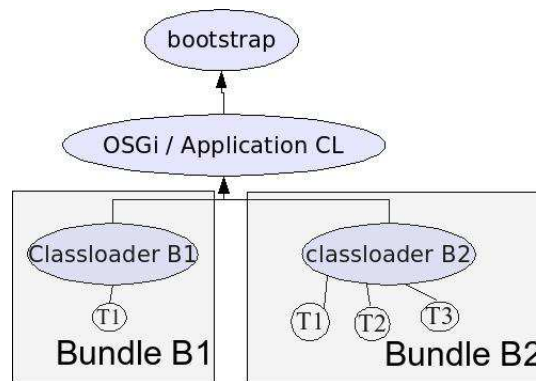 bootstrap
OSGi / Application CL
Classloader B1
classloader B2
T1
T1
T2
T3
Bundle B1
Bundle B2